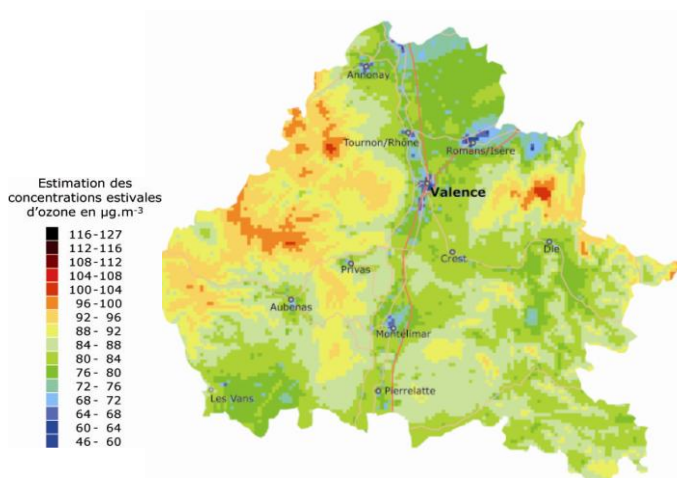 Annonay
Tournon/Rhône
Romans/Isère
Valence
Crest
Die
Privas
Aubenas
Montélimar
Pierrelatte
Les Vans
Estimation des
concentrations estivales
d'ozone en µg.m-3
116-127
112-116
108-112
104-108
100-104
96-100
92-96
88-92
84-88
80-84
76-80
72-76
68-72
64-68
60-64
46-60